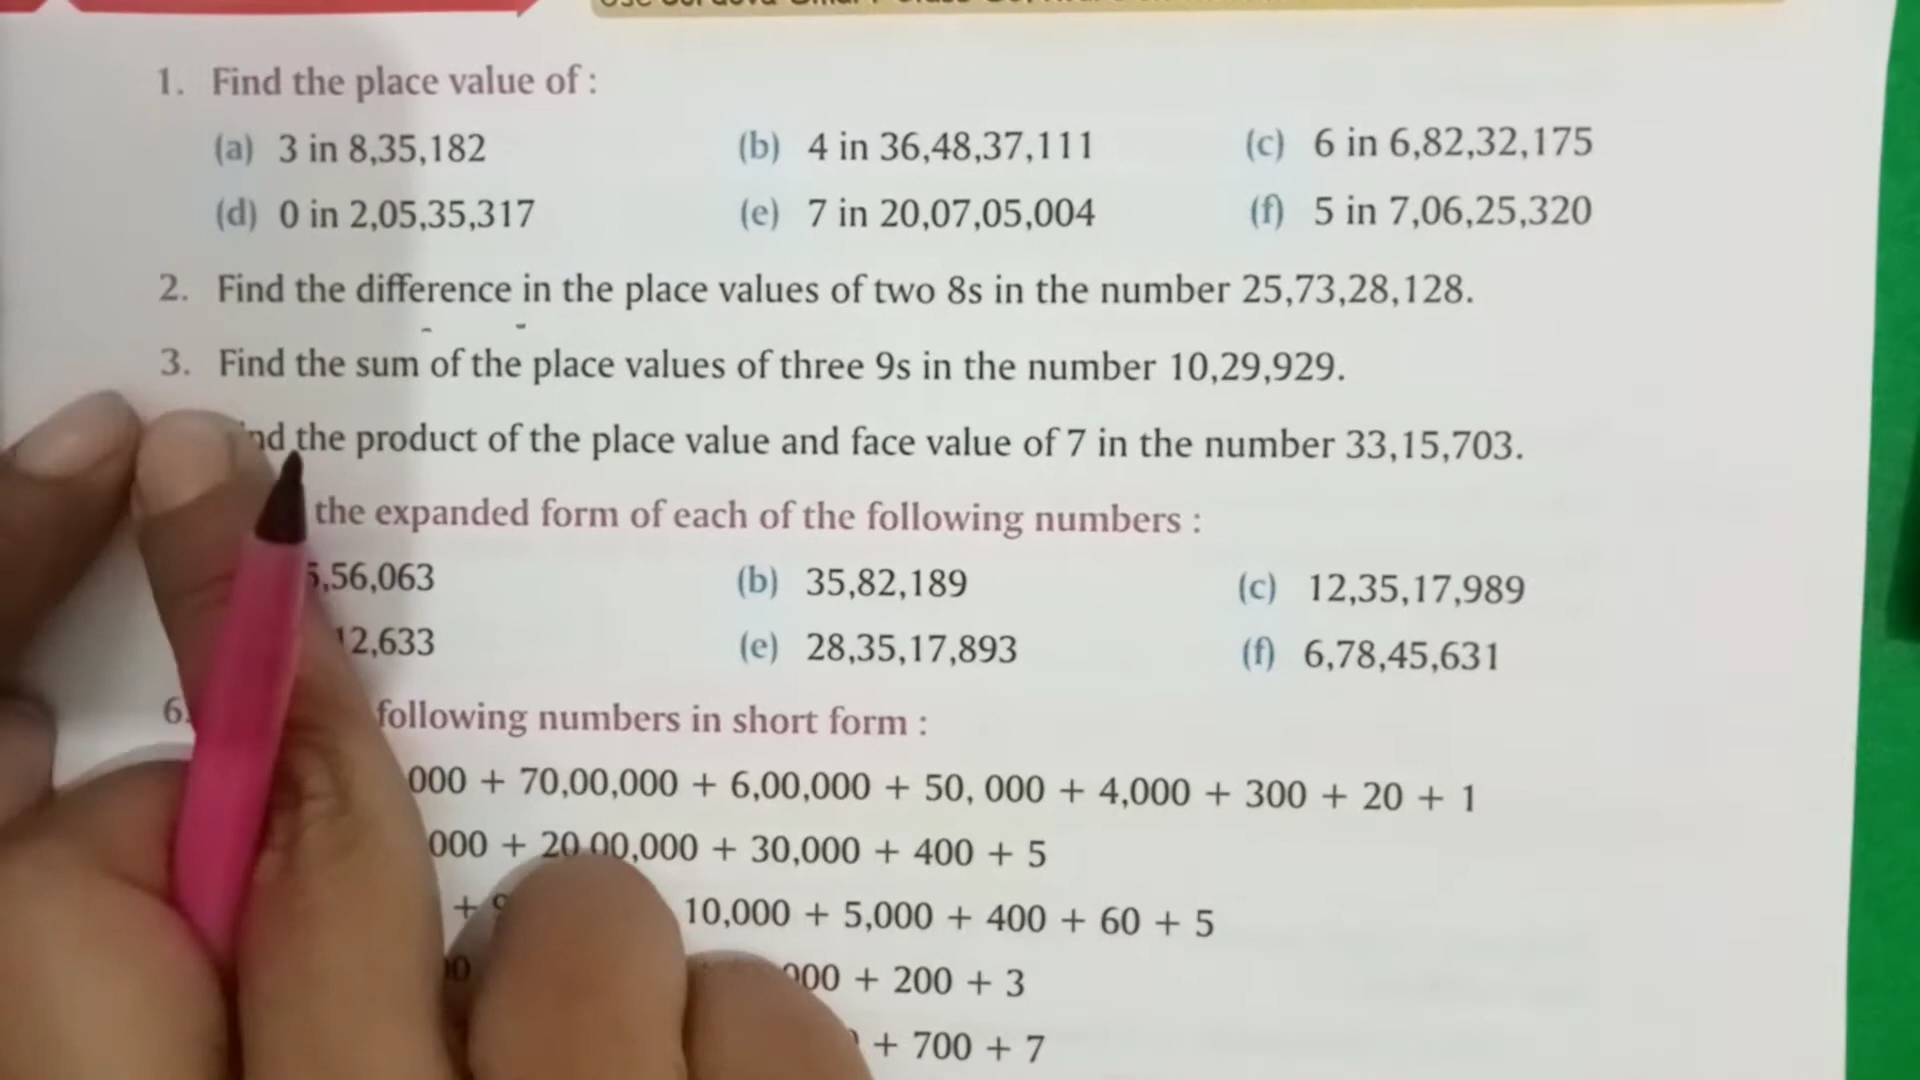 1. Find the place value of :
(a) 3 in 8,35,182 (b) 4 in 36,48,37,111 (c) 6 in 6,82,32,175
(d) 0 in 2,05,35,317 (e) 7 in 20,07,05,004 (f) 5 in 7,06,25,320
2. Find the difference in the place values of two 8s in the number 25,73,28,128.
3. Find the sum of the place values of three 9s in the number 10,29,929.
the product of the place value and face value of 7 in the number 33,15,703.
the expanded form of each of the following numbers :
5,56,063 (b) 35,82,189 (c) 12,35,17,989
12,633 (e) 28,35,17,893 (f) 6,78,45,631
6. following numbers in short form :
000 + 70,00,000 + 6,00,000 + 50, 000 + 4,000 + 300 + 20 + 1
000 + 20,00,000 + 30,000 + 400 + 5
+ 10,000 + 5,000 + 400 + 60 + 5
000 + 200 + 3
+ 700 + 7